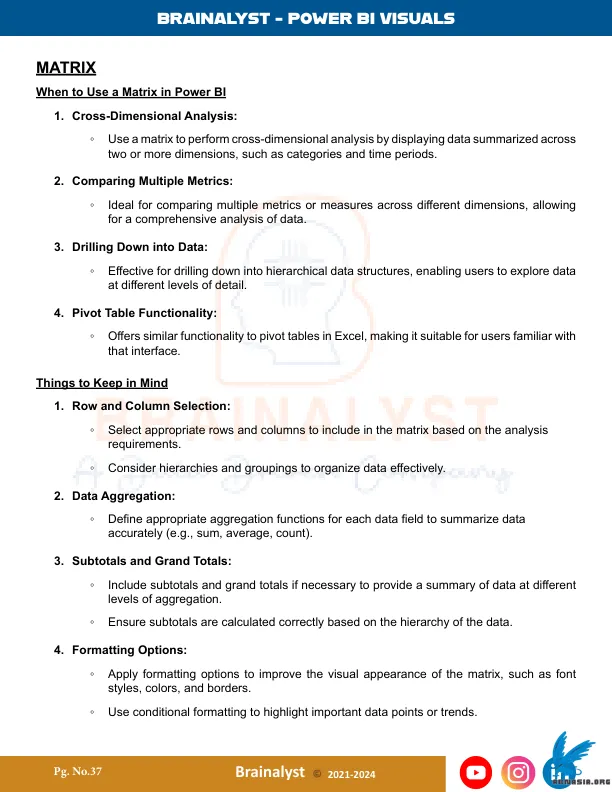 BRAINALYST - POWER BI VISUALS
MATRIX
When to Use a Matrix in Power BI
1. Cross-Dimensional Analysis:
◦ Use a matrix to perform cross-dimensional analysis by displaying data summarized across
two or more dimensions, such as categories and time periods.
2. Comparing Multiple Metrics:
◦ Ideal for comparing multiple metrics or measures across different dimensions, allowing
for a comprehensive analysis of data.
3. Drilling Down into Data:
◦ Effective for drilling down into hierarchical data structures, enabling users to explore data
at different levels of detail.
4. Pivot Table Functionality:
◦ Offers similar functionality to pivot tables in Excel, making it suitable for users familiar with
that interface.
Things to Keep in Mind
1. Row and Column Selection:
◦ Select appropriate rows and columns to include in the matrix based on the analysis
requirements.
◦ Consider hierarchies and groupings to organize data effectively.
2. Data Aggregation:
◦ Define appropriate aggregation functions for each data field to summarize data
accurately (e.g., sum, average, count).
3. Subtotals and Grand Totals:
◦ Include subtotals and grand totals if necessary to provide a summary of data at different
levels of aggregation.
◦ Ensure subtotals are calculated correctly based on the hierarchy of the data.
4. Formatting Options:
◦ Apply formatting options to improve the visual appearance of the matrix, such as font
styles, colors, and borders.
◦ Use conditional formatting to highlight important data points or trends.
BRAINALYST
Pg. No.37
Brainalyst © 2021-2024
in